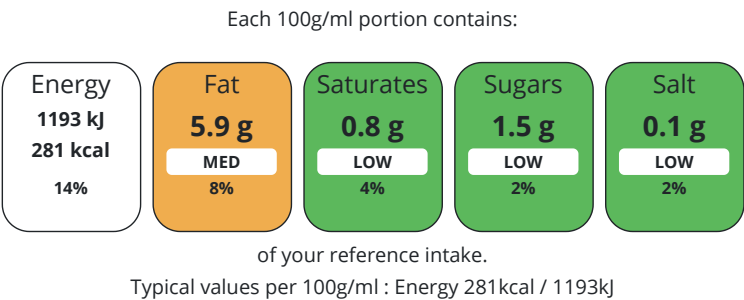 Each 100g/ml portion contains:
Energy
1193 kJ
281 kcal
14%
Fat
5.9 g
MED
8%
Saturates
0.8 g
LOW
4%
Sugars
1.5 g
LOW
2%
Salt
0.1 g
LOW
2%
of your reference intake.
Typical values per 100g/ml : Energy 281kcal / 1193kJ